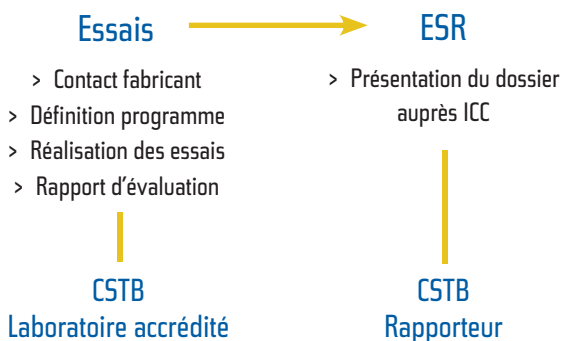 Essais
> Contact fabricant
> Définition programme
> Réalisation des essais
> Rapport d'évaluation
CSTB
Laboratoire accrédité
ESR
> Présentation du dossier
auprès ICC
CSTB
Rapporteur